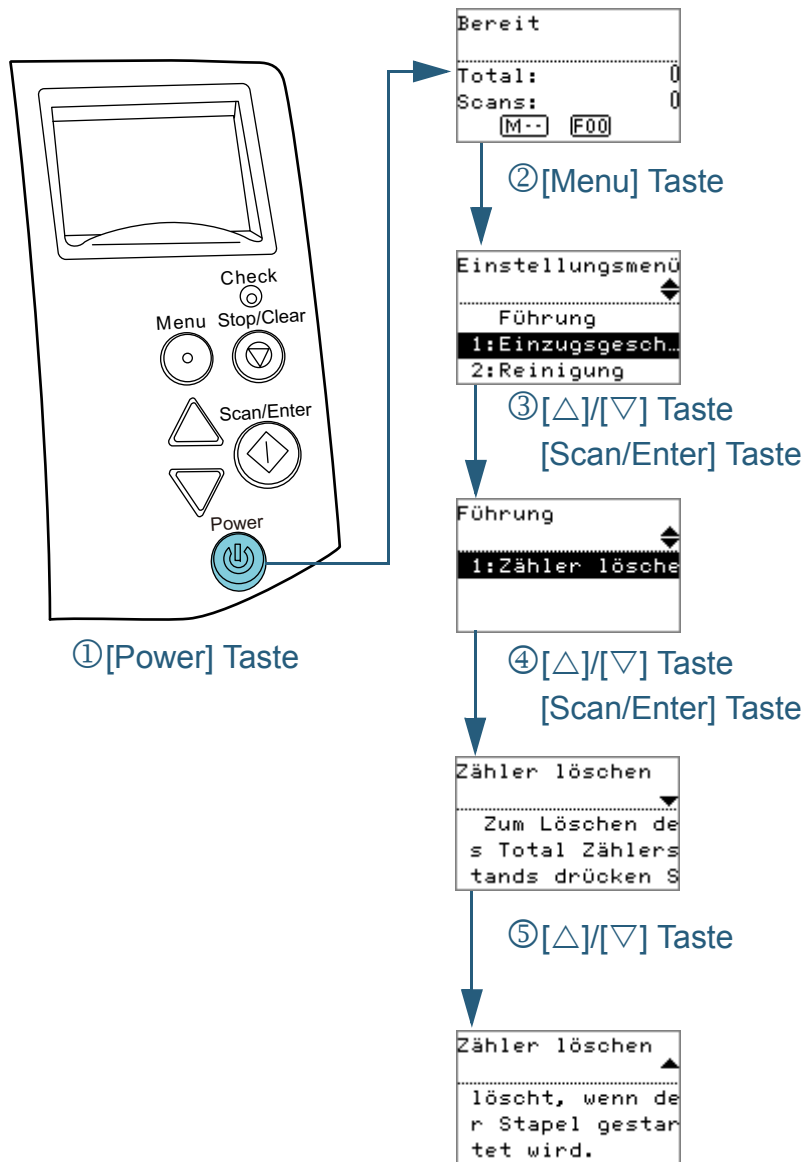 Check
Menu Stop/Clear
Scan/Enter
Power
①[Power] Taste
Bereit
Total: 0
Scans: 0
M-- F00
②[Menu] Taste
Einstellungsmenü
Führung
1:Einzugsgesch…
2:Reinigung
③[△]/[▽] Taste
[Scan/Enter] Taste
Führung
1:Zähler lösche
④[△]/[▽] Taste
[Scan/Enter] Taste
Zähler löschen
Zum Löschen de
s Total Zählers
tands drücken S
⑤[△]/[▽] Taste
Zähler löschen
löscht, wenn de
r Stapel gestar
tet wird.